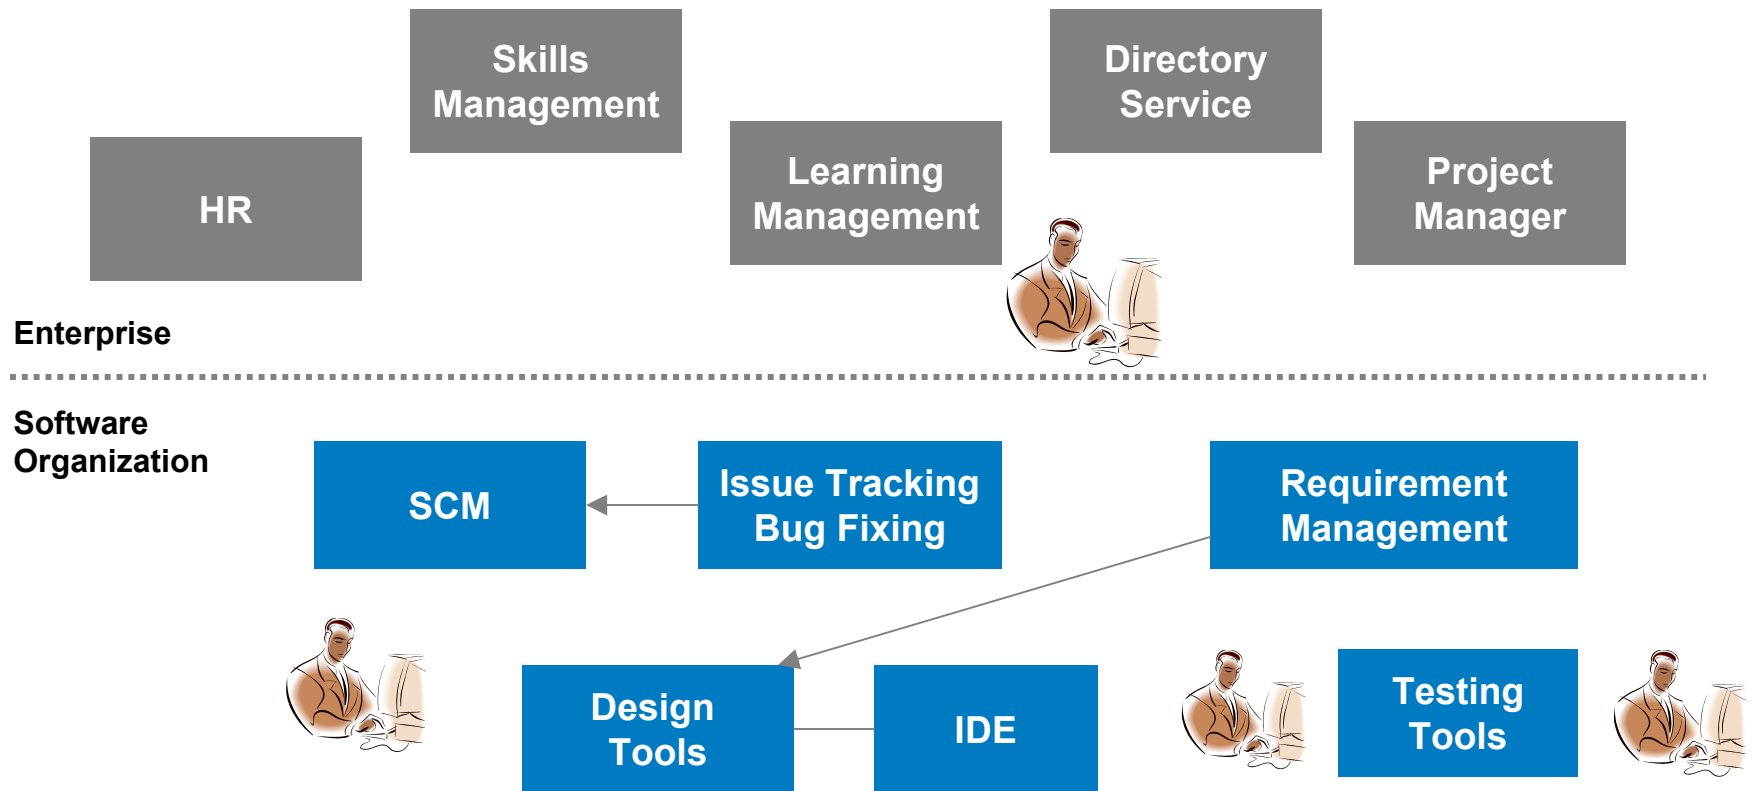 Skills
Management
Directory
Service
Learning
Management
Project
Manager
HR
Enterprise
Software
Organization
SCM
Issue Tracking
Bug Fixing
Requirement
Management
Design
Tools
IDE
Testing
Tools